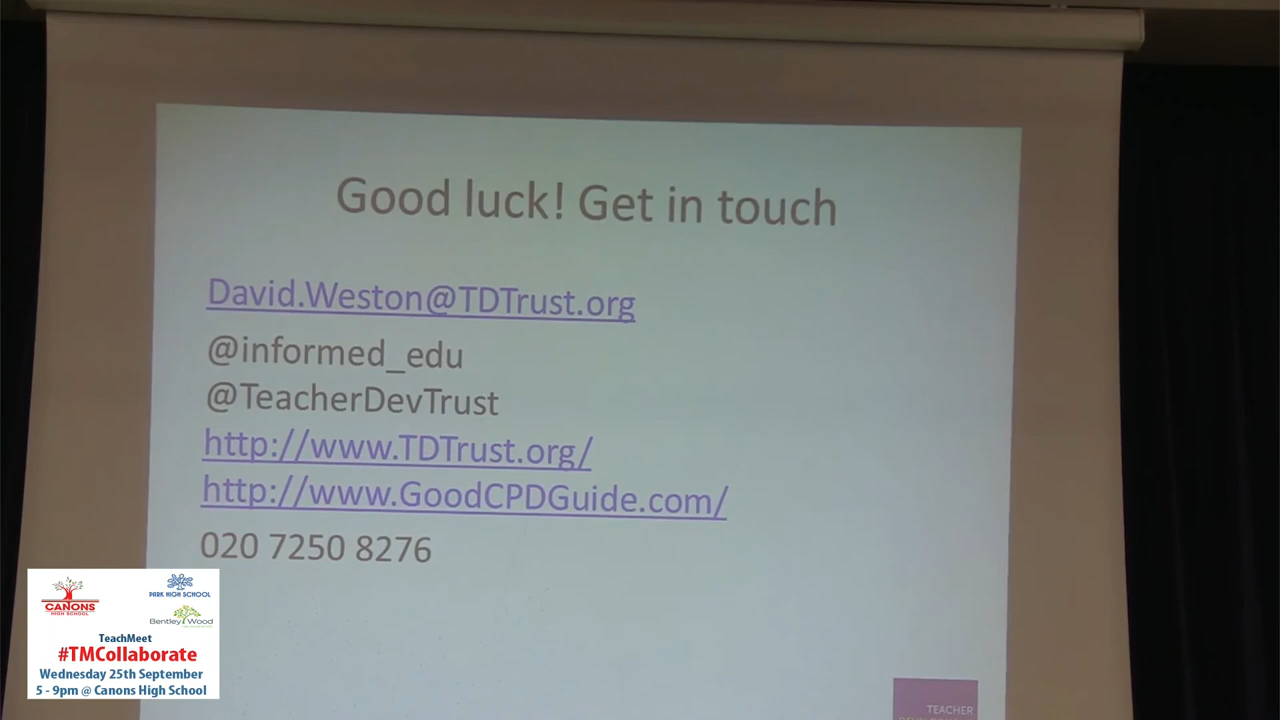 Good luck! Get in touch
David.Weston@TDTrust.org
@informed_edu
@TeacherDevTrust
http://www.TDTrust.org/
http://www.GoodCPDGuide.com/
020 7250 8276
TEACHER
CANONS
HIGH SCHOOL
PARK HIGH SCHOOL
Bentley Wood
TeachMeet
#TMCollaborate
Wednesday 25th September
5 - 9pm @ Canons High School